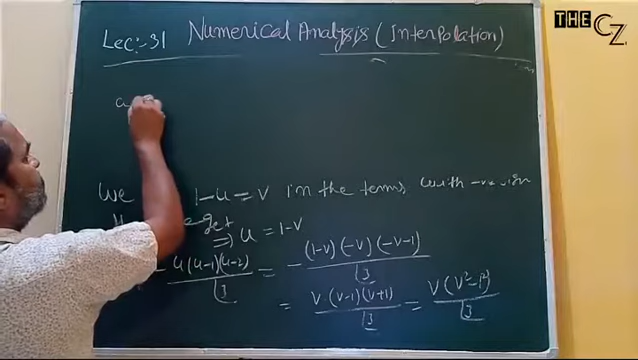 THE CZ
Lec:-31 Numerical Analysis (Interpolation)
a
We 1-u = v in the terms, with -ve sign
get
⇒ u = 1-v
- u(u-1)(u-2) / ⌊3 = - (1-v)(-v)(-v-1) / ⌊3
= v(v-1)(v+1) / ⌊3 = v(v²-1²) / ⌊3